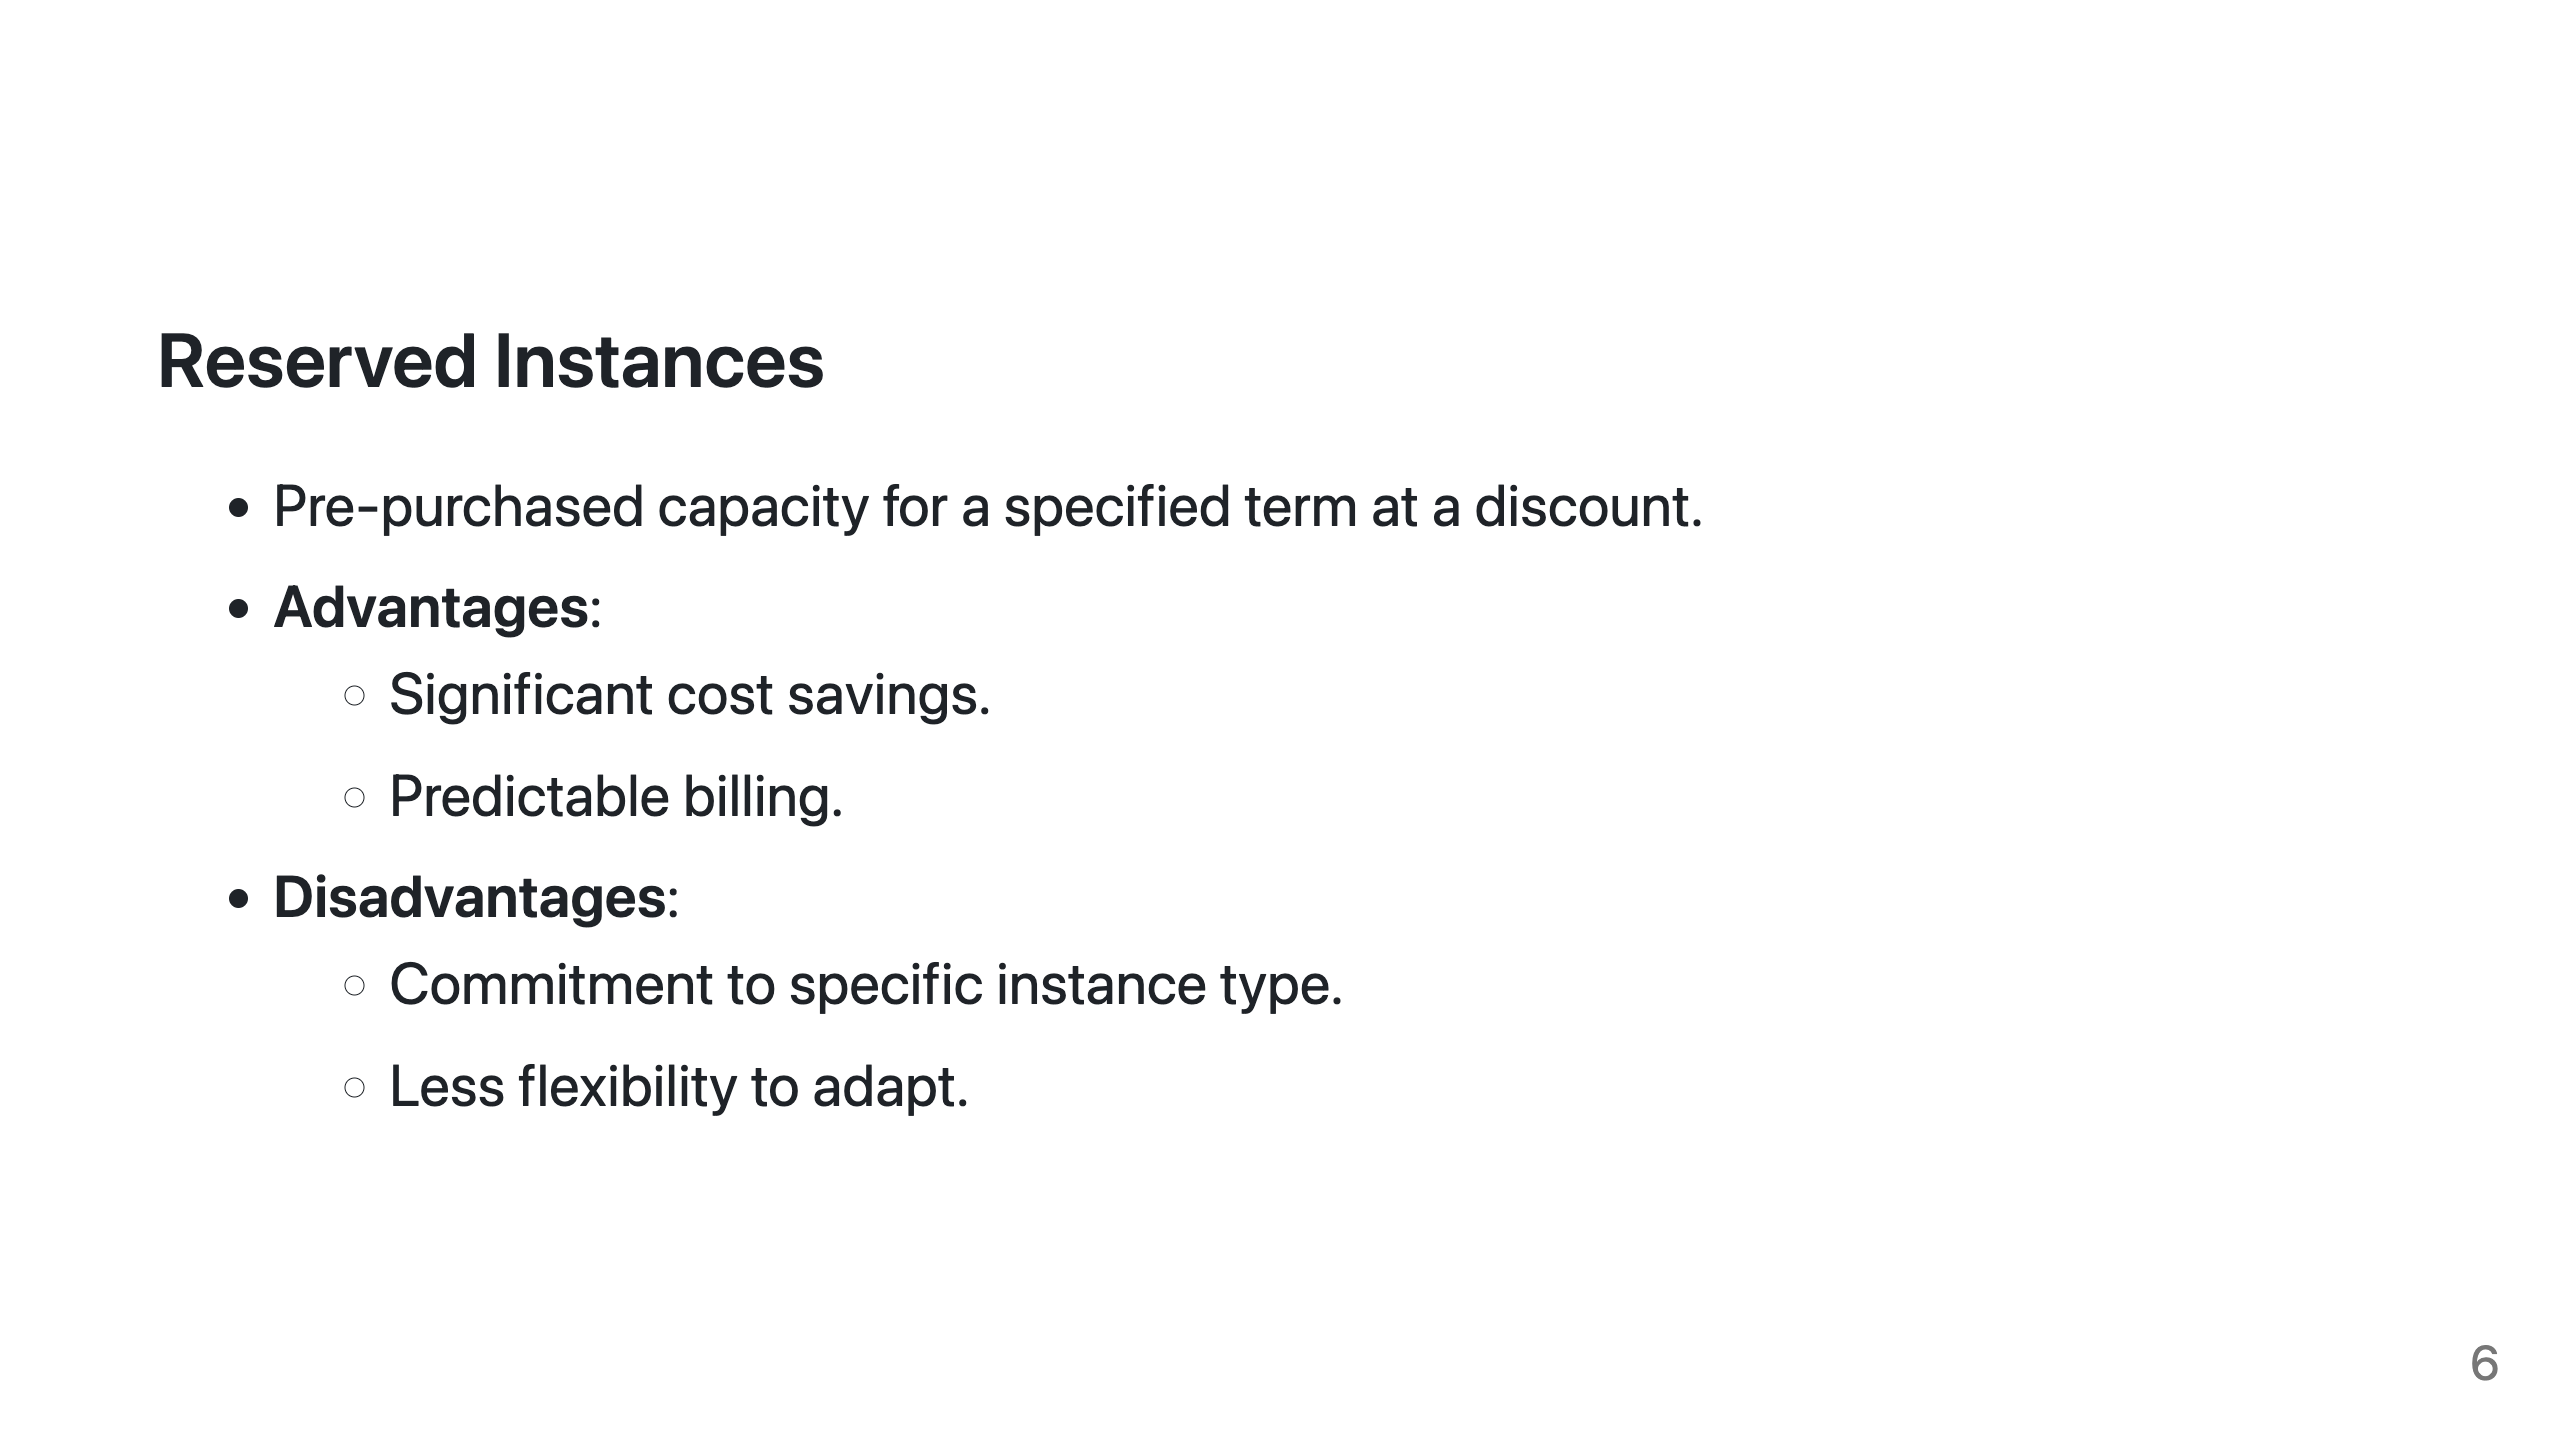 Reserved Instances
Pre-purchased capacity for a specified term at a discount.
Advantages:
Significant cost savings.
Predictable billing.
Disadvantages:
Commitment to specific instance type.
Less flexibility to adapt.
6